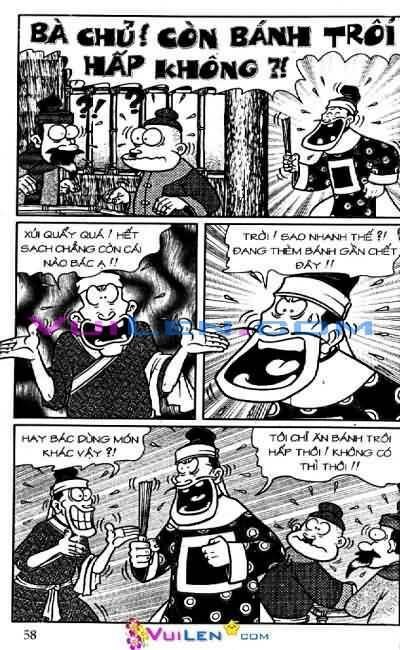 BÀ CHỦ! CÒN BÁNH TRÔI
HẤP KHÔNG ?!
?!
?!
XÚI QUẨY QUÁ! HẾT
SẠCH CHẲNG CÒN CÁI
NÀO BÁC Ạ !!
TRỜI! SAO NHANH THẾ ?!
ĐANG THÈM BÁNH GẦN CHẾT
ĐÂY !!
VUILEN.COM
HAY BÁC DÙNG MÓN
KHÁC VẬY ?!
TÔI CHỈ ĂN BÁNH TRÔI
HẤP THÔI! KHÔNG CÓ
THÌ THÔI !!
58
VUILEN.COM